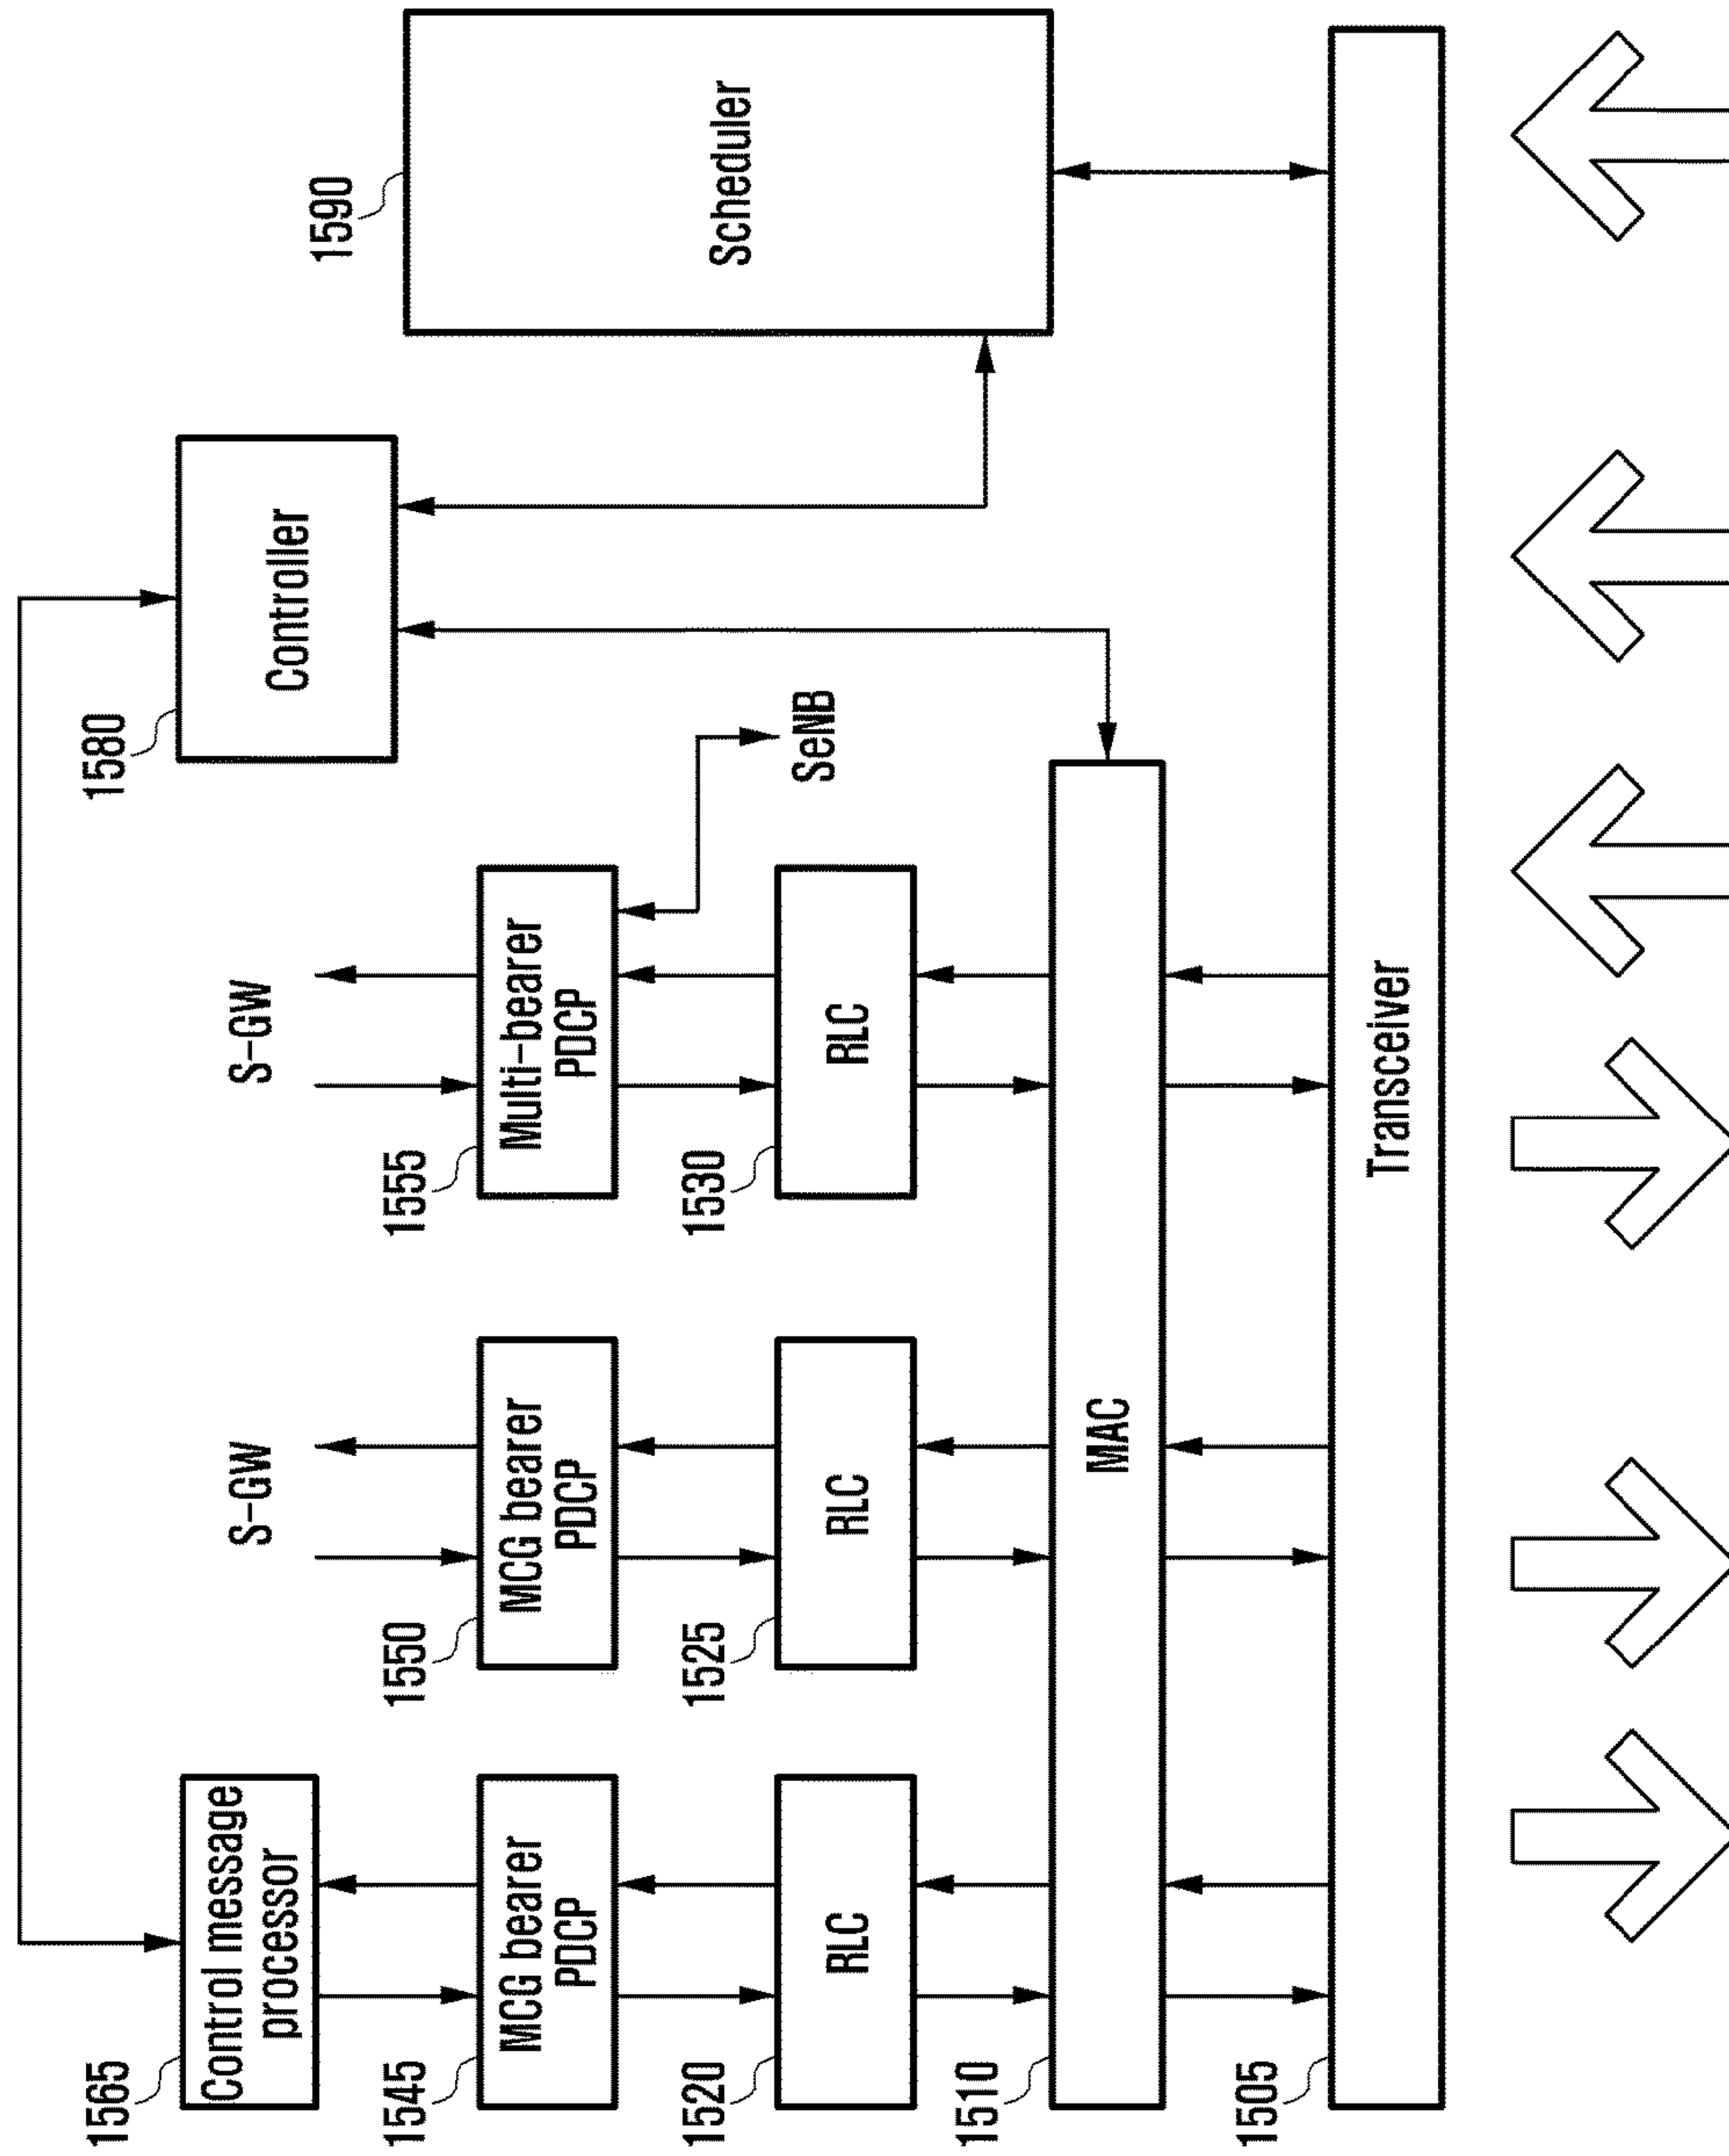 1565
Control message
processor
1580
Controller
1590
Scheduler
S-GW
S-GW
1545
MCG bearer
PDCP
1550
MCG bearer
PDCP
1555
Multi-bearer
PDCP
SeNB
1520
RLC
1525
RLC
1530
RLC
1510
MAC
1505
Transceiver